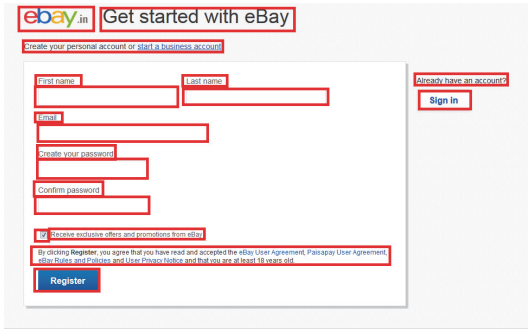 ebay.in Get started with eBay
Create your personal account or start a business account
First name Last name
Already have an account?
Sign in
Email
Create your password
Confirm password
Receive exclusive offers and promotions from eBay
By clicking Register, you agree that you have read and accepted the eBay User Agreement, Paisapay User Agreement,
eBay Rules and Policies and User Privacy Notice and that you are at least 18 years old.
Register